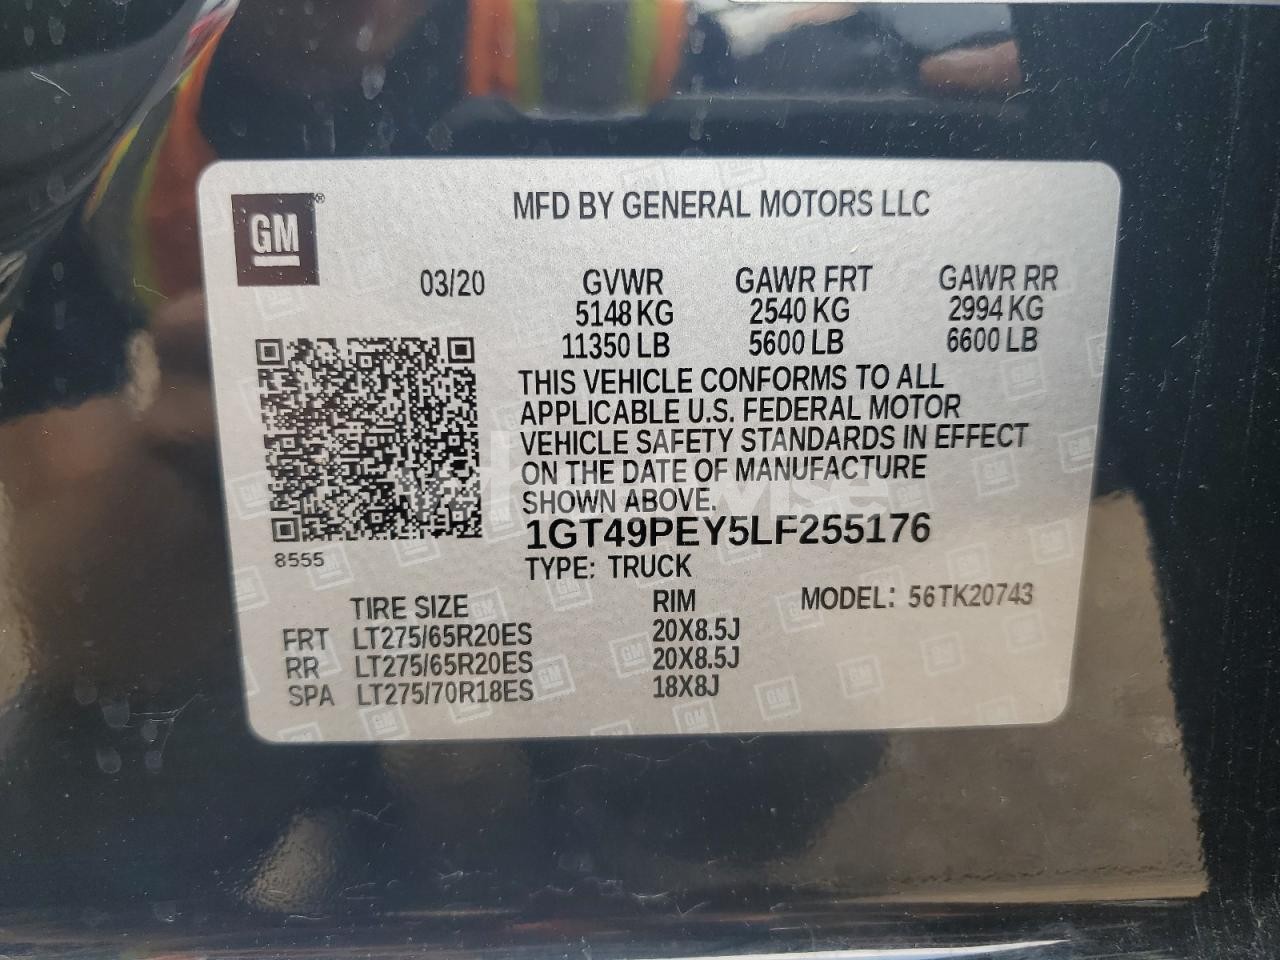 GM
MFD BY GENERAL MOTORS LLC
03/20 GVWR GAWR FRT GAWR RR
5148 KG 2540 KG 2994 KG
11350 LB 5600 LB 6600 LB
THIS VEHICLE CONFORMS TO ALL
APPLICABLE U.S. FEDERAL MOTOR
VEHICLE SAFETY STANDARDS IN EFFECT
ON THE DATE OF MANUFACTURE
SHOWN ABOVE.
1GT49PEY5LF255176
8555
TYPE: TRUCK
TIRE SIZE RIM MODEL: 56TK20743
FRT LT275/65R20ES 20X8.5J
RR LT275/65R20ES 20X8.5J
SPA LT275/70R18ES 18X8J